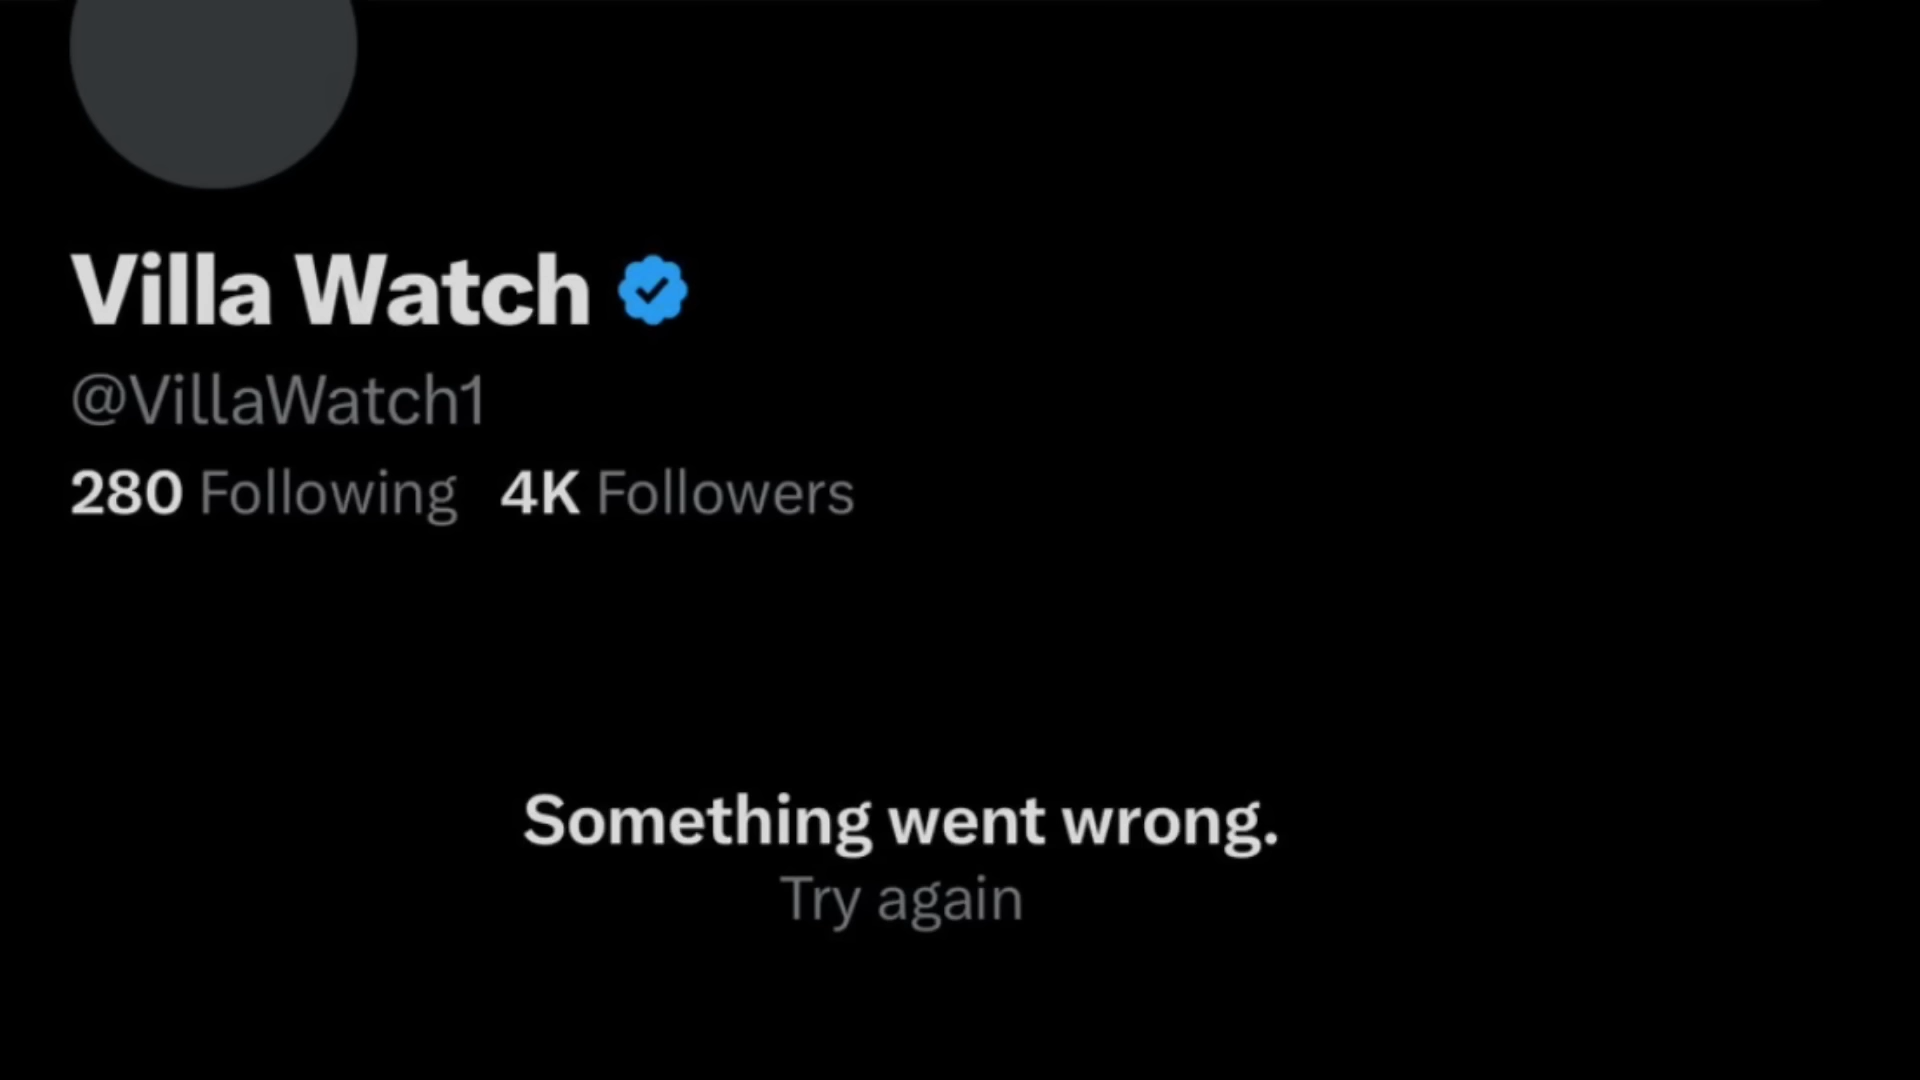 Villa Watch
@VillaWatch1
280 Following 4K Followers
Something went wrong.
Try again